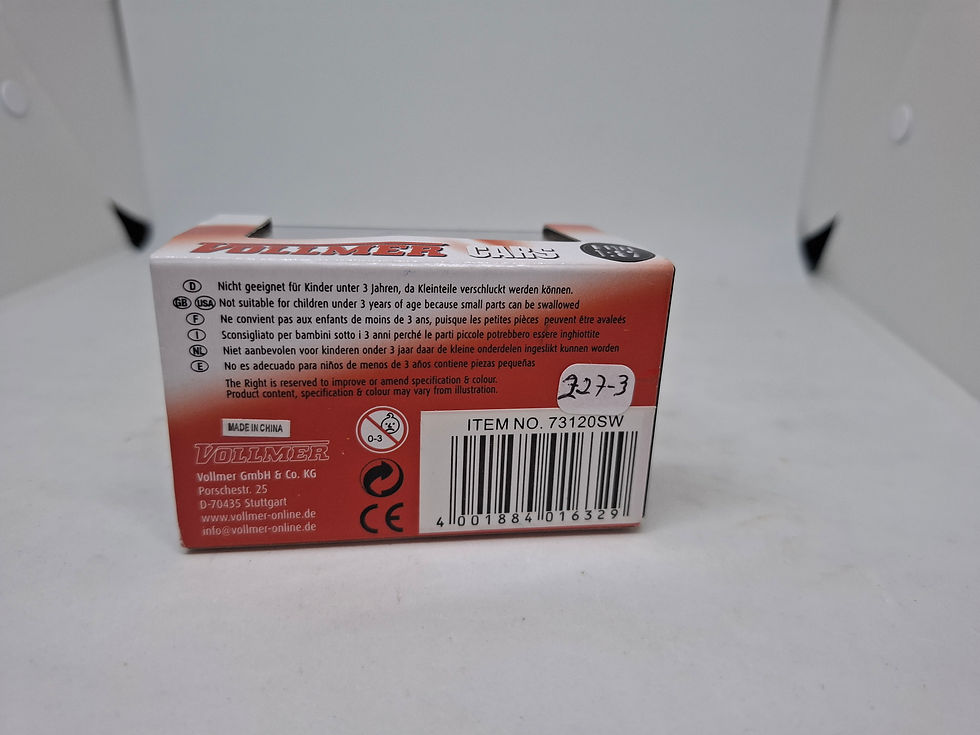 VOLLMER CARS
D Nicht geeignet für Kinder unter 3 Jahren, da Kleinteile verschluckt werden können.
GB USA Not suitable for children under 3 years of age because small parts can be swallowed
F Ne convient pas aux enfants de moins de 3 ans, puisque les petites pièces peuvent être avaleés
I Sconsigliato per bambini sotto i 3 anni perché le parti piccole potrebbero essere inghiottite
NL Niet aanbevolen voor kinderen onder 3 jaar daar de kleine onderdelen ingeslikt kunnen worden
E No es adecuado para niños de menos de 3 años contiene piezas pequeñas
The Right is reserved to improve or amend specification & colour.
Product content, specification & colour may vary from illustration.
327-3
MADE IN CHINA
0-3
ITEM NO. 73120SW
VOLLMER
Vollmer GmbH & Co. KG
Porschestr. 25
D-70435 Stuttgart
www.vollmer-online.de
info@vollmer-online.de
CE
4 001884 016329